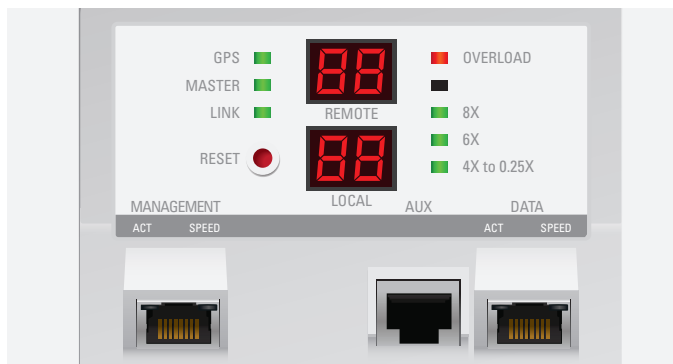 GPS
OVERLOAD
MASTER
LINK
88
REMOTE
8X
6X
RESET
88
4X to 0.25X
MANAGEMENT
LOCAL
AUX
DATA
ACT SPEED
ACT SPEED